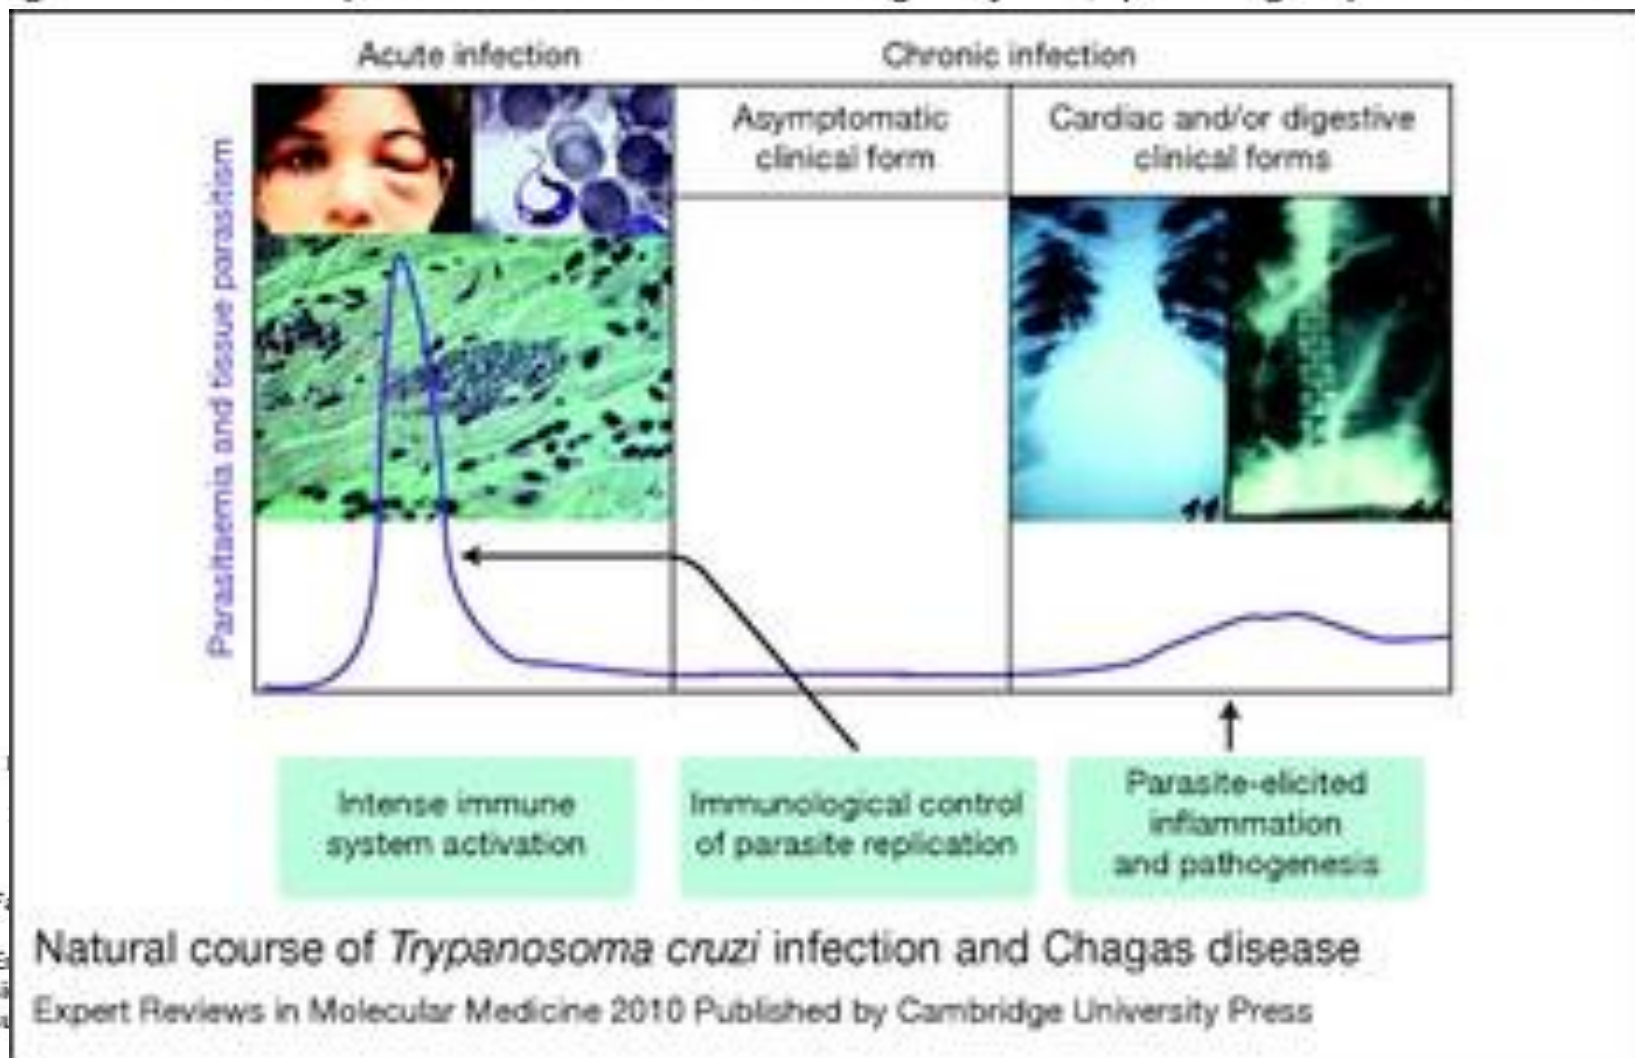 Acute infection
Chronic infection
Asymptomatic
clinical form
Cardiac and/or digestive
clinical forms
Parasitaemia and tissue parasitism
Intense immune
system activation
Immunological control
of parasite replication
Parasite-elicited
inflammation
and pathogenesis
Natural course of Trypanosoma cruzi infection and Chagas disease
Expert Reviews in Molecular Medicine 2010 Published by Cambridge University Press